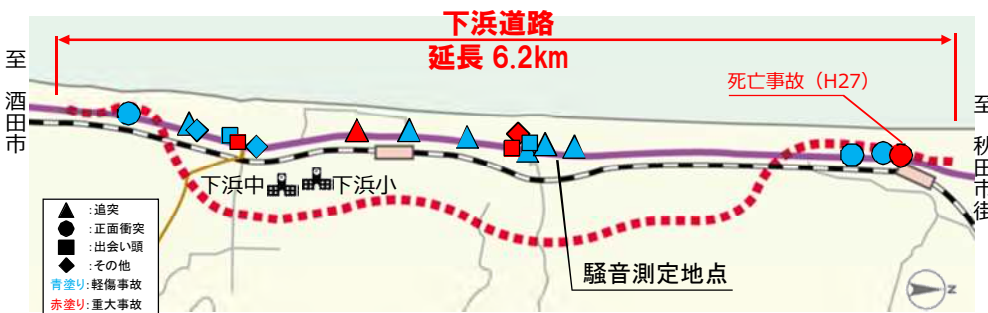 下浜道路
延長 6.2km
死亡事故（H27）
至 酒田市
至 秋田市街
下浜中
下浜小
騒音測定地点
▲ :追突
● :正面衝突
■ :出会い頭
◆ :その他
青塗り:軽傷事故
赤塗り:重大事故
N